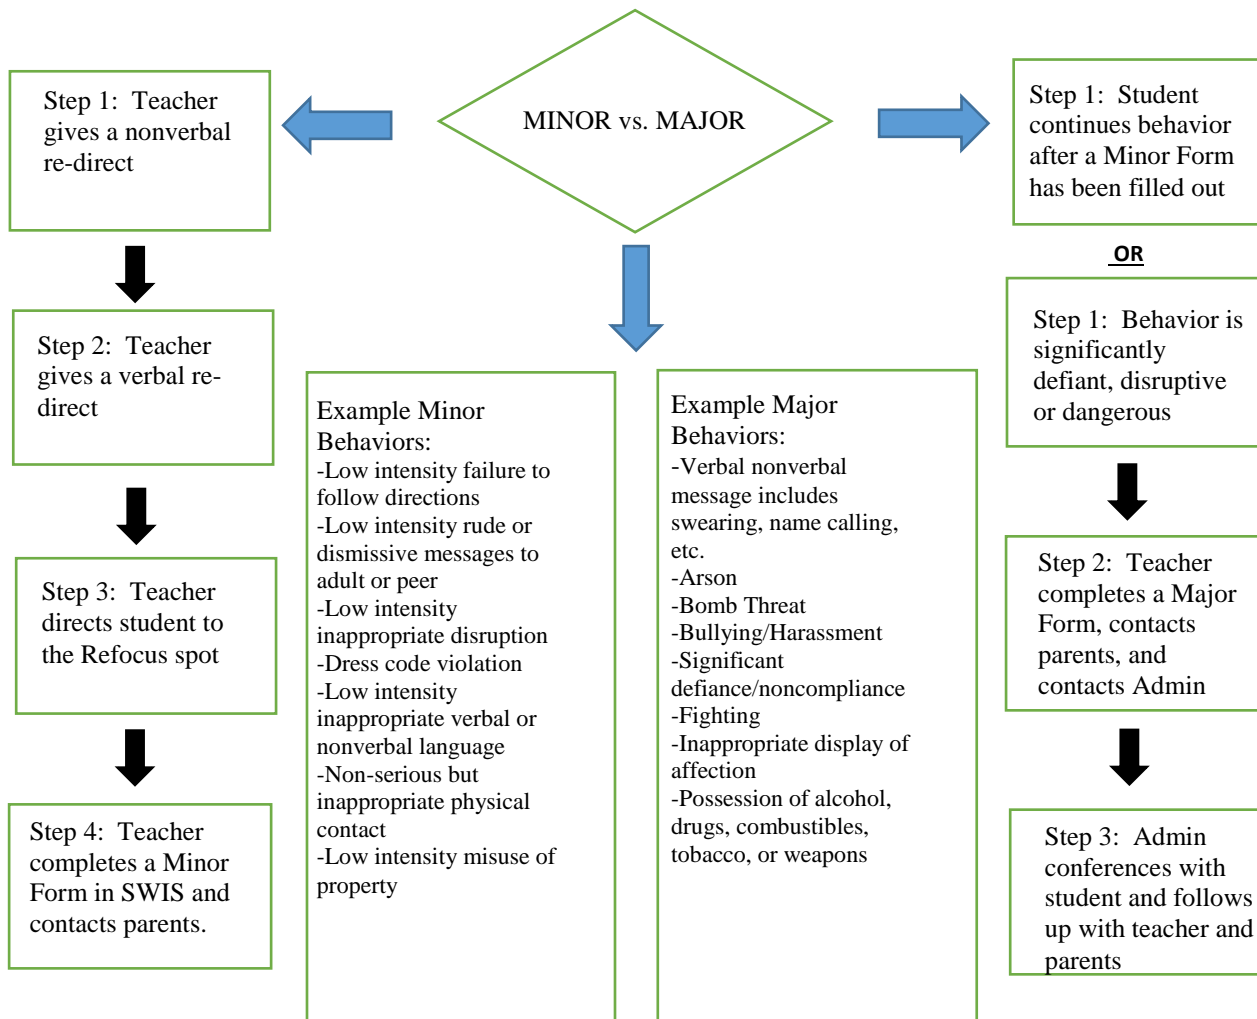 MINOR vs. MAJOR
Step 1:  Teacher
gives a nonverbal
re-direct
Step 2:  Teacher
gives a verbal re-
direct
Step 3:  Teacher
directs student to
the Refocus spot
Step 4:  Teacher
completes a Minor
Form in SWIS and
contacts parents.
Example Minor
Behaviors:
-Low intensity failure to
follow directions
-Low intensity rude or
dismissive messages to
adult or peer
-Low intensity
inappropriate disruption
-Dress code violation
-Low intensity
inappropriate verbal or
nonverbal language
-Non-serious but
inappropriate physical
contact
-Low intensity misuse of
property
Example Major
Behaviors:
-Verbal nonverbal
message includes
swearing, name calling,
etc.
-Arson
-Bomb Threat
-Bullying/Harassment
-Significant
defiance/noncompliance
-Fighting
-Inappropriate display of
affection
-Possession of alcohol,
drugs, combustibles,
tobacco, or weapons
Step 1:  Student
continues behavior
after a Minor Form
has been filled out
OR
Step 1:  Behavior is
significantly
defiant, disruptive
or dangerous
Step 2:  Teacher
completes a Major
Form, contacts
parents, and
contacts Admin
Step 3:  Admin
conferences with
student and follows
up with teacher and
parents